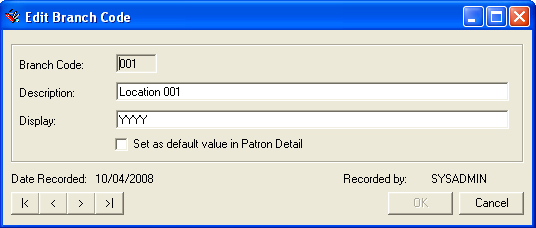 Edit Branch Code
Branch Code: 001
Description: Location 001
Display: YYYY
Set as default value in Patron Detail
Date Recorded: 10/04/2008 Recorded by: SYSADMIN
|< < > >| OK Cancel